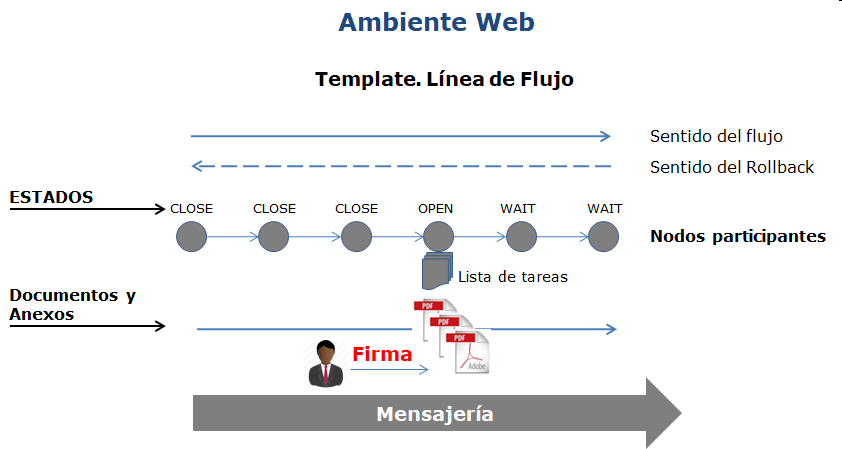 Ambiente Web
Template. Línea de Flujo
Sentido del flujo
Sentido del Rollback
ESTADOS
CLOSE CLOSE CLOSE OPEN WAIT WAIT
Nodos participantes
Lista de tareas
Documentos y
Anexos
PDF
PDF
PDF
Adobe
Firma
Mensajería